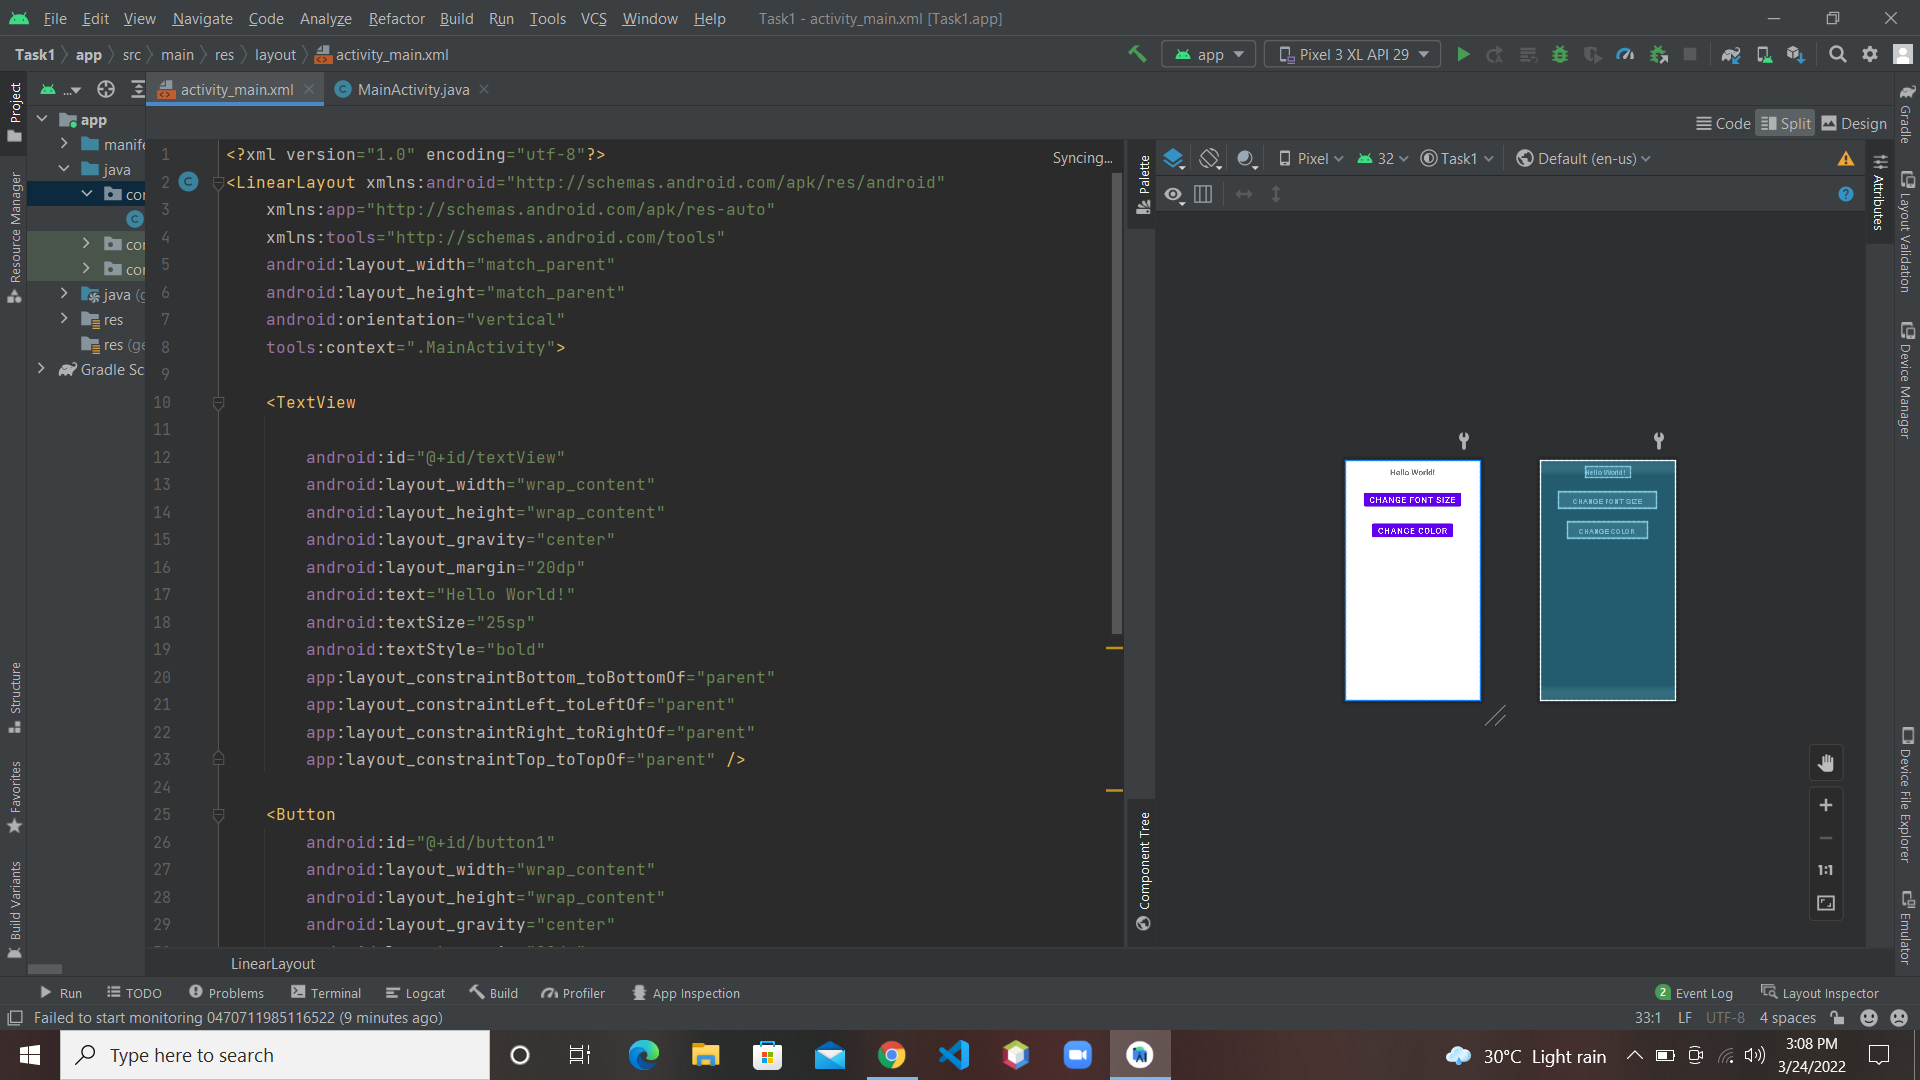 File Edit View Navigate Code Analyze Refactor Build Run Tools VCS Window Help Task1 - activity_main.xml [Task1.app]
Task1 app src main res layout activity_main.xml app Pixel 3 XL API 29
... activity_main.xml MainActivity.java
Code Split Design
Project
Resource Manager
Structure
Favorites
Build Variants
app
manife
java
con
con
con
java (g
res
res (ge
Gradle Sc
Syncing...
1 <?xml version="1.0" encoding="utf-8"?>
2 <LinearLayout xmlns:android="http://schemas.android.com/apk/res/android"
3 xmlns:app="http://schemas.android.com/apk/res-auto"
4 xmlns:tools="http://schemas.android.com/tools"
5 android:layout_width="match_parent"
6 android:layout_height="match_parent"
7 android:orientation="vertical"
8 tools:context=".MainActivity">
9
10 <TextView
11
12 android:id="@+id/textView"
13 android:layout_width="wrap_content"
14 android:layout_height="wrap_content"
15 android:layout_gravity="center"
16 android:layout_margin="20dp"
17 android:text="Hello World!"
18 android:textSize="25sp"
19 android:textStyle="bold"
20 app:layout_constraintBottom_toBottomOf="parent"
21 app:layout_constraintLeft_toLeftOf="parent"
22 app:layout_constraintRight_toRightOf="parent"
23 app:layout_constraintTop_toTopOf="parent" />
24
25 <Button
26 android:id="@+id/button1"
27 android:layout_width="wrap_content"
28 android:layout_height="wrap_content"
29 android:layout_gravity="center"
LinearLayout
Palette
Component Tree
Pixel 32 Task1 Default (en-us)
Hello World!
CHANGE FONT SIZE
CHANGE COLOR
Hello World!
CHANGE FONT SIZE
CHANGE COLOR
1:1
Attributes
Gradle
Layout Validation
Device Manager
Device File Explorer
Emulator
Run TODO Problems Terminal Logcat Build Profiler App Inspection 2 Event Log Layout Inspector
Failed to start monitoring 0470711985116522 (9 minutes ago) 33:1 LF UTF-8 4 spaces
Type here to search 30°C Light rain 3:08 PM
3/24/2022